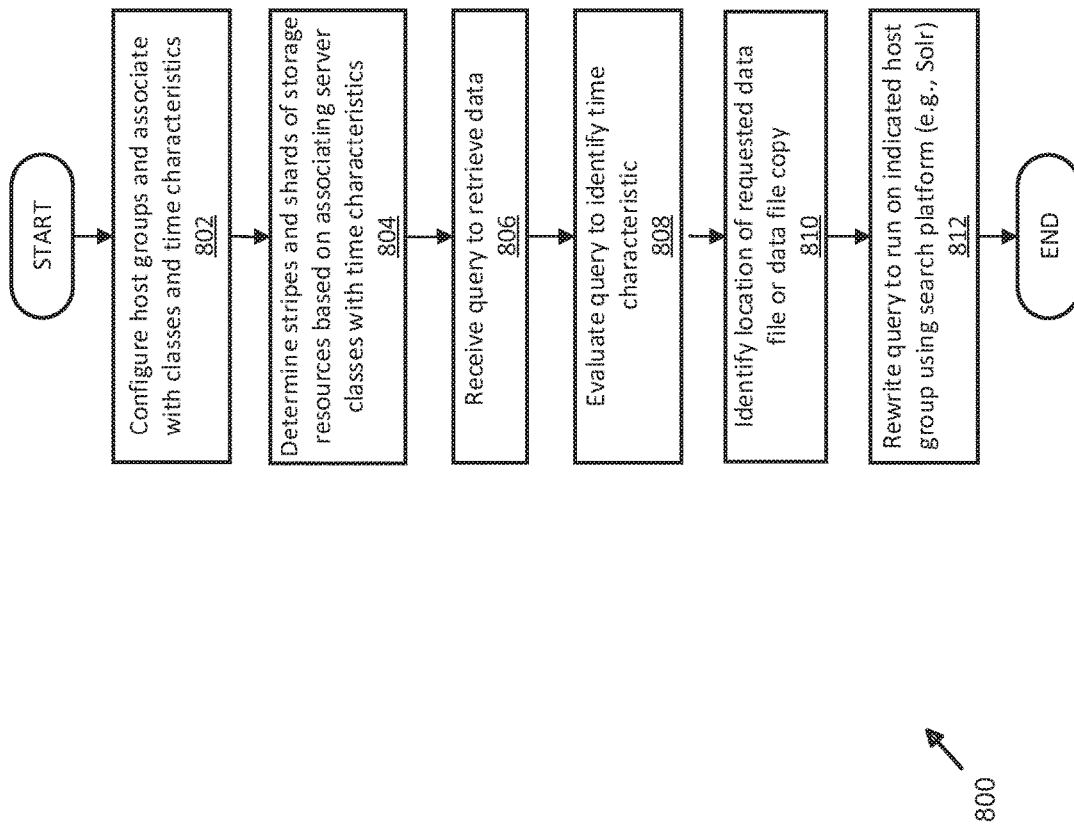 START
Configure host groups and associate
with classes and time characteristics
802
Determine stripes and shards of storage
resources based on associating server
classes with time characteristics
804
Receive query to retrieve data
806
Evaluate query to identify time
characteristic
808
Identify location of requested data
file or data file copy
810
Rewrite query to run on indicated host
group using search platform (e.g., Solr)
812
END
800